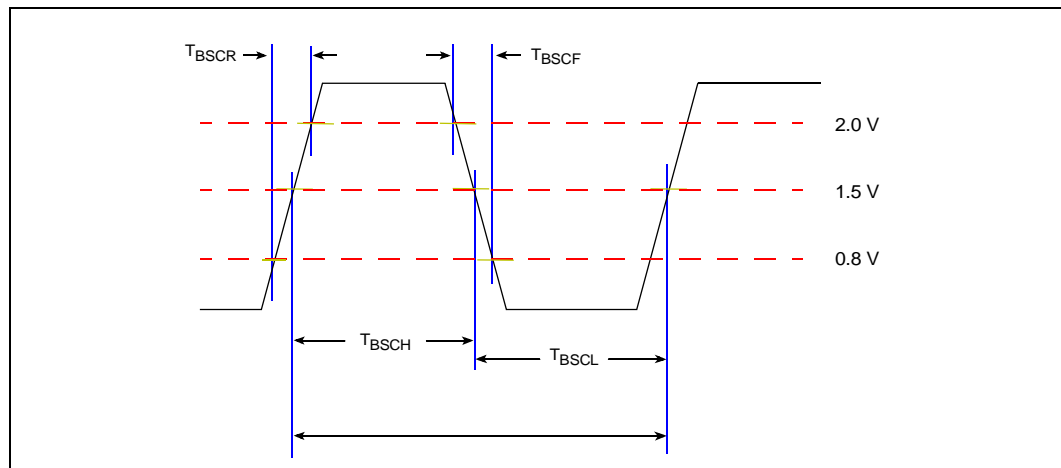 TBSCR
TBSCF
2.0 V
1.5 V
0.8 V
TBSCH
TBSCL